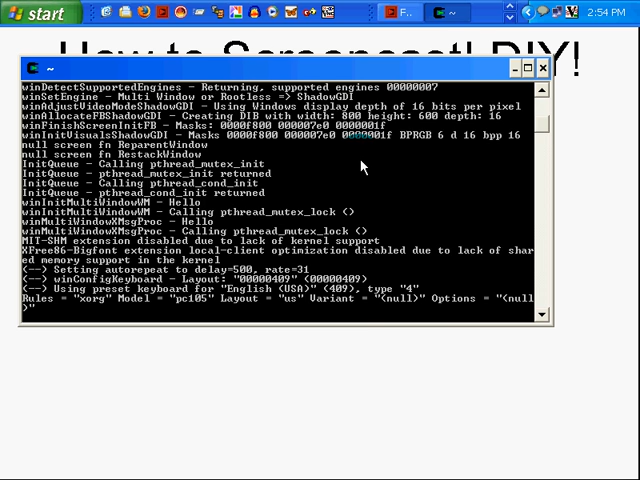 start
F...
~
2:54 PM
How to Screencast! DIY!
~
winDetectSupportedEngines - Returning, supported engines 00000007
winSetEngine - Multi Window or Rootless => ShadowGDI
winAdjustVideoModeShadowGDI - Using Windows display depth of 16 bits per pixel
winAllocateFBShadowGDI - Creating DIB with width: 800 height: 600 depth: 16
winFinishScreenInitFB - Masks: 0000f800 000007e0 0000001f
winInitVisualsShadowGDI - Masks 0000f800 000007e0 0000001f BPRGB 6 d 16 bpp 16
null screen fn ReparentWindow
null screen fn RestackWindow
InitQueue - Calling pthread_mutex_init
InitQueue - pthread_mutex_init returned
InitQueue - Calling pthread_cond_init
InitQueue - pthread_cond_init returned
winInitMultiWindowWM - Hello
winInitMultiWindowWM - Calling pthread_mutex_lock ()
winMultiWindowXMsgProc - Hello
winMultiWindowXMsgProc - Calling pthread_mutex_lock ()
MIT-SHM extension disabled due to lack of kernel support
XFree86-Bigfont extension local-client optimization disabled due to lack of shar
ed memory support in the kernel
(--) Setting autorepeat to delay=500, rate=31
(--) winConfigKeyboard - Layout: "00000409" (00000409)
(--) Using preset keyboard for "English (USA)" (409), type "4"
Rules = "xorg" Model = "pc105" Layout = "us" Variant = "(null)" Options = "(null
)"